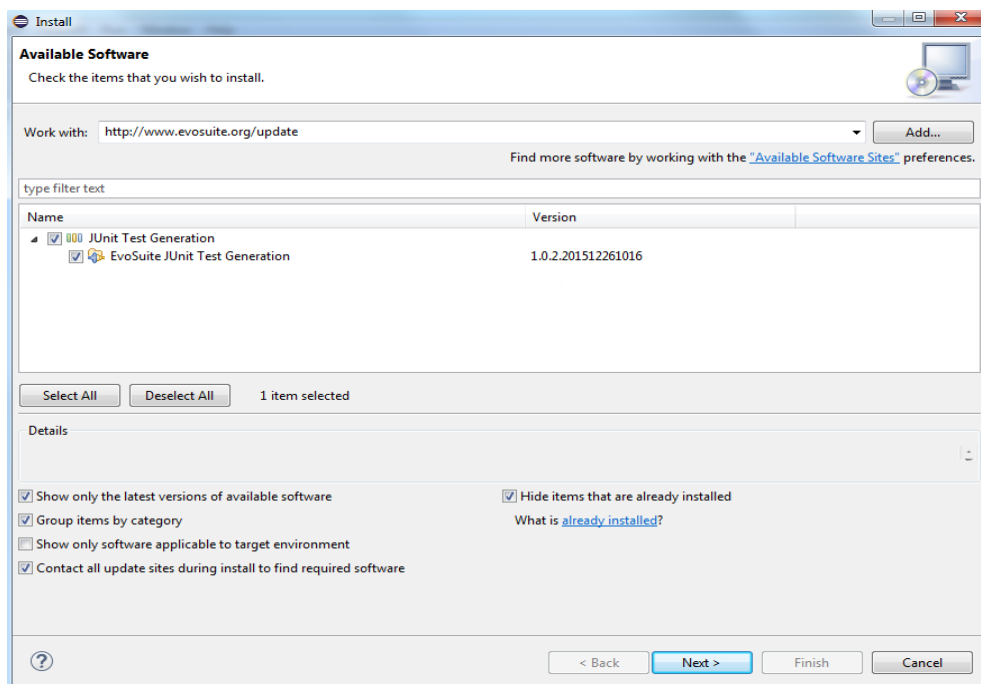 Install
Available Software
Check the items that you wish to install.
Work with: http://www.evosuite.org/update Add...
Find more software by working with the "Available Software Sites" preferences.
type filter text
Name Version
JUnit Test Generation
EvoSuite JUnit Test Generation 1.0.2.201512261016
Select All Deselect All 1 item selected
Details
Show only the latest versions of available software Hide items that are already installed
Group items by category What is already installed?
Show only software applicable to target environment
Contact all update sites during install to find required software
? < Back Next > Finish Cancel